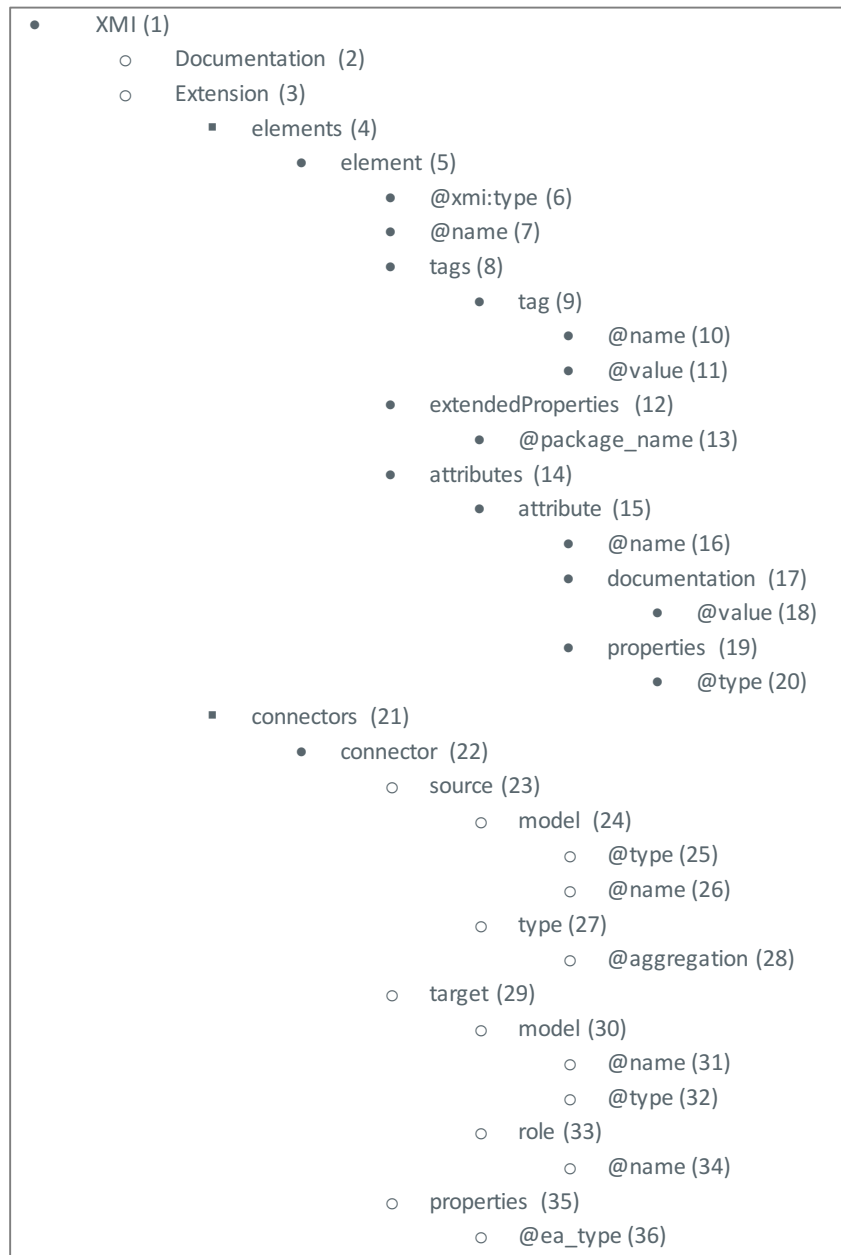 • XMI (1)
○ Documentation (2)
○ Extension (3)
▪ elements (4)
• element (5)
• @xmi:type (6)
• @name (7)
• tags (8)
• tag (9)
• @name (10)
• @value (11)
• extendedProperties (12)
• @package_name (13)
• attributes (14)
• attribute (15)
• @name (16)
• documentation (17)
• @value (18)
• properties (19)
• @type (20)
▪ connectors (21)
• connector (22)
○ source (23)
○ model (24)
○ @type (25)
○ @name (26)
○ type (27)
○ @aggregation (28)
○ target (29)
○ model (30)
○ @name (31)
○ @type (32)
○ role (33)
○ @name (34)
○ properties (35)
○ @ea_type (36)